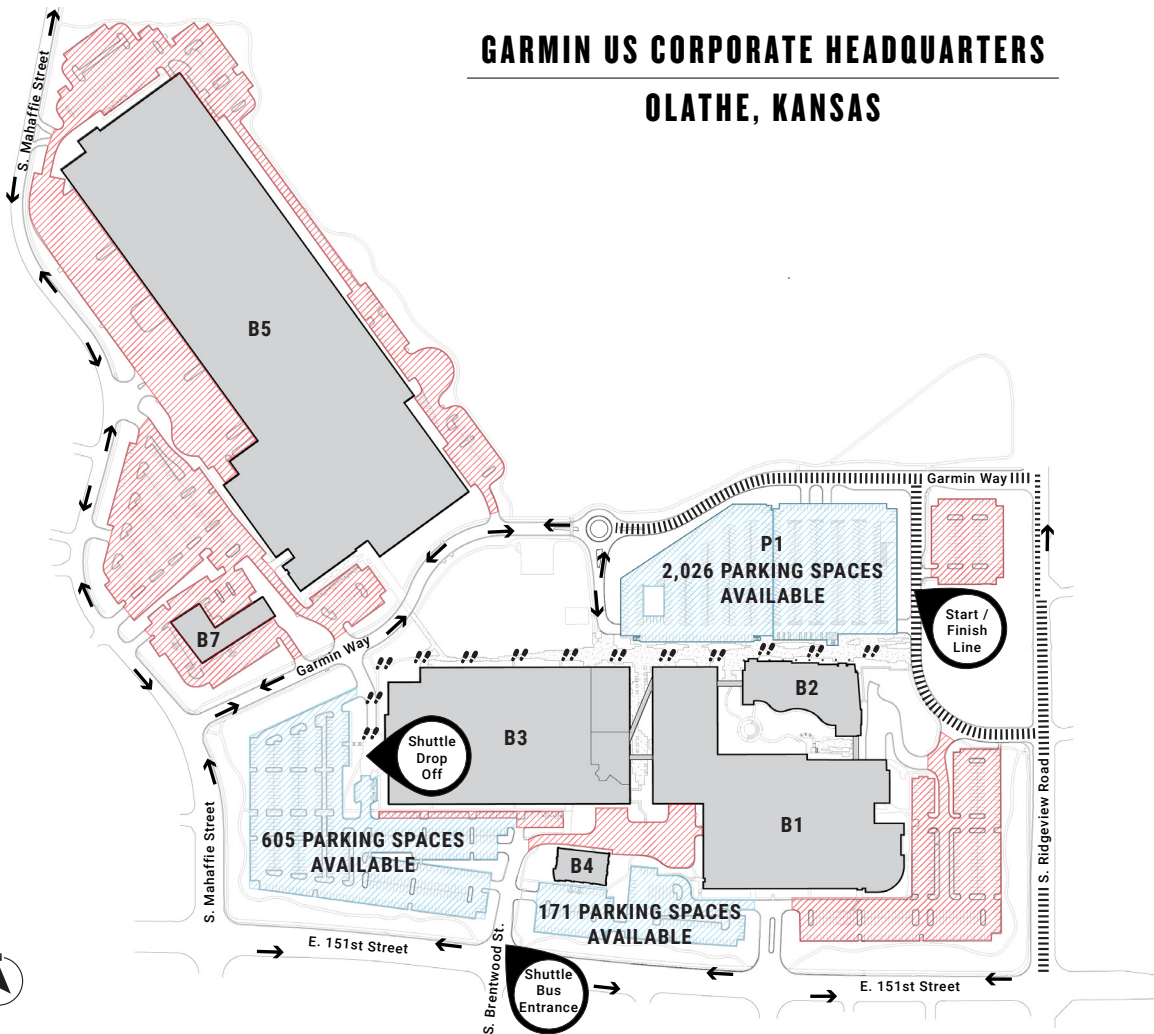 GARMIN US CORPORATE HEADQUARTERS
OLATHE, KANSAS
S. Mahaffie Street
B5
Garmin Way
P1
2,026 PARKING SPACES
AVAILABLE
Start /
Finish
Line
B7
Garmin Way
B2
B3
Shuttle
Drop
Off
B1
S. Ridgeview Road
605 PARKING SPACES
AVAILABLE
B4
S. Mahaffie Street
171 PARKING SPACES
AVAILABLE
E. 151st Street
S. Brentwood St.
Shuttle
Bus
Entrance
E. 151st Street